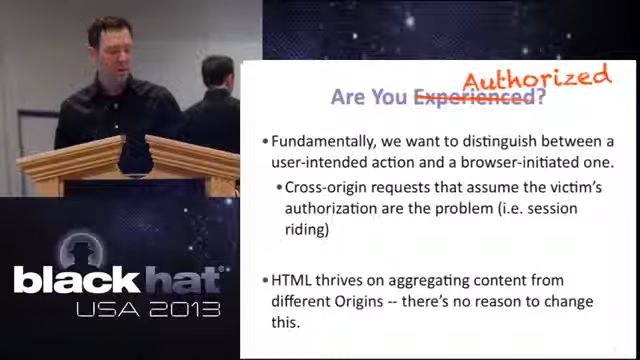 Authorized
Are You Experienced?
• Fundamentally, we want to distinguish between a
user-intended action and a browser-initiated one.
• Cross-origin requests that assume the victim's
authorization are the problem (i.e. session
riding)
• HTML thrives on aggregating content from
different Origins -- there's no reason to change
this.
black hat
USA 2013